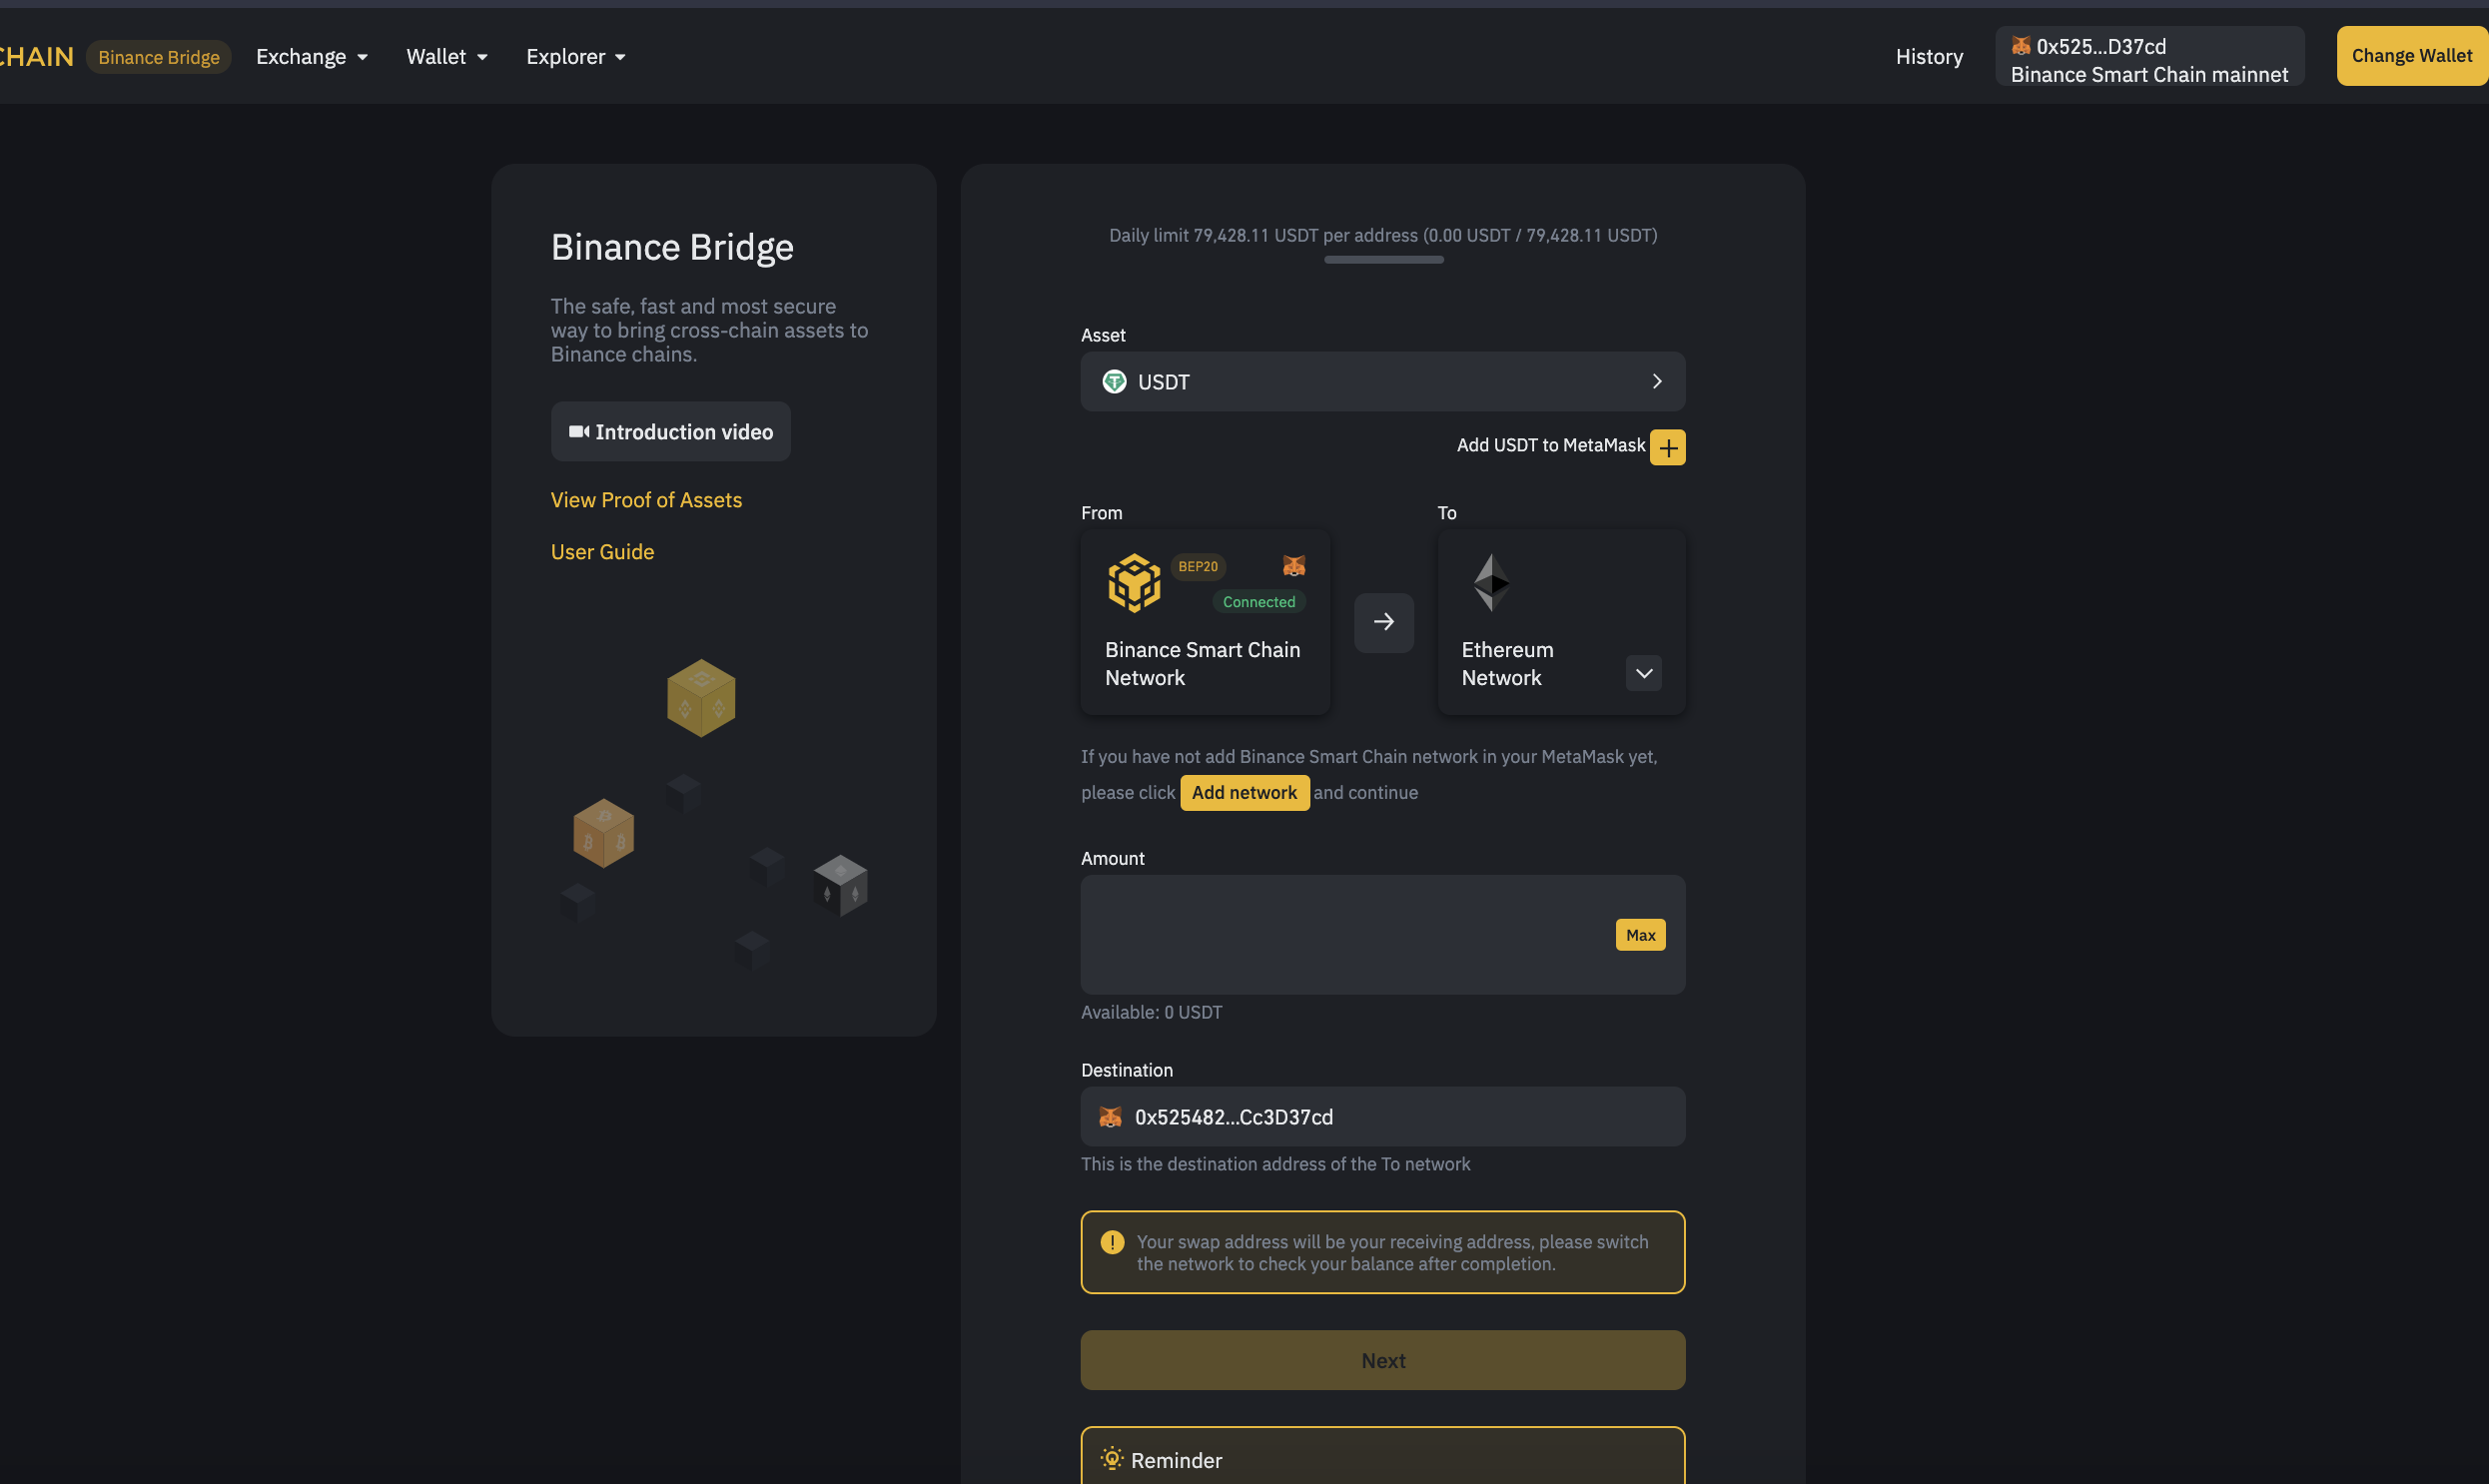 CHAIN
Binance Bridge
Exchange
Wallet
Explorer
History
0x525...D37cd
Binance Smart Chain mainnet
Change Wallet
Binance Bridge
The safe, fast and most secure
way to bring cross-chain assets to
Binance chains.
Introduction video
View Proof of Assets
User Guide
Daily limit 79,428.11 USDT per address (0.00 USDT / 79,428.11 USDT)
Asset
USDT
Add USDT to MetaMask
From
BEP20
Connected
Binance Smart Chain
Network
To
Ethereum
Network
If you have not add Binance Smart Chain network in your MetaMask yet,
please click Add network and continue
Amount
Max
Available: 0 USDT
Destination
0x525482...Cc3D37cd
This is the destination address of the To network
Your swap address will be your receiving address, please switch
the network to check your balance after completion.
Next
Reminder